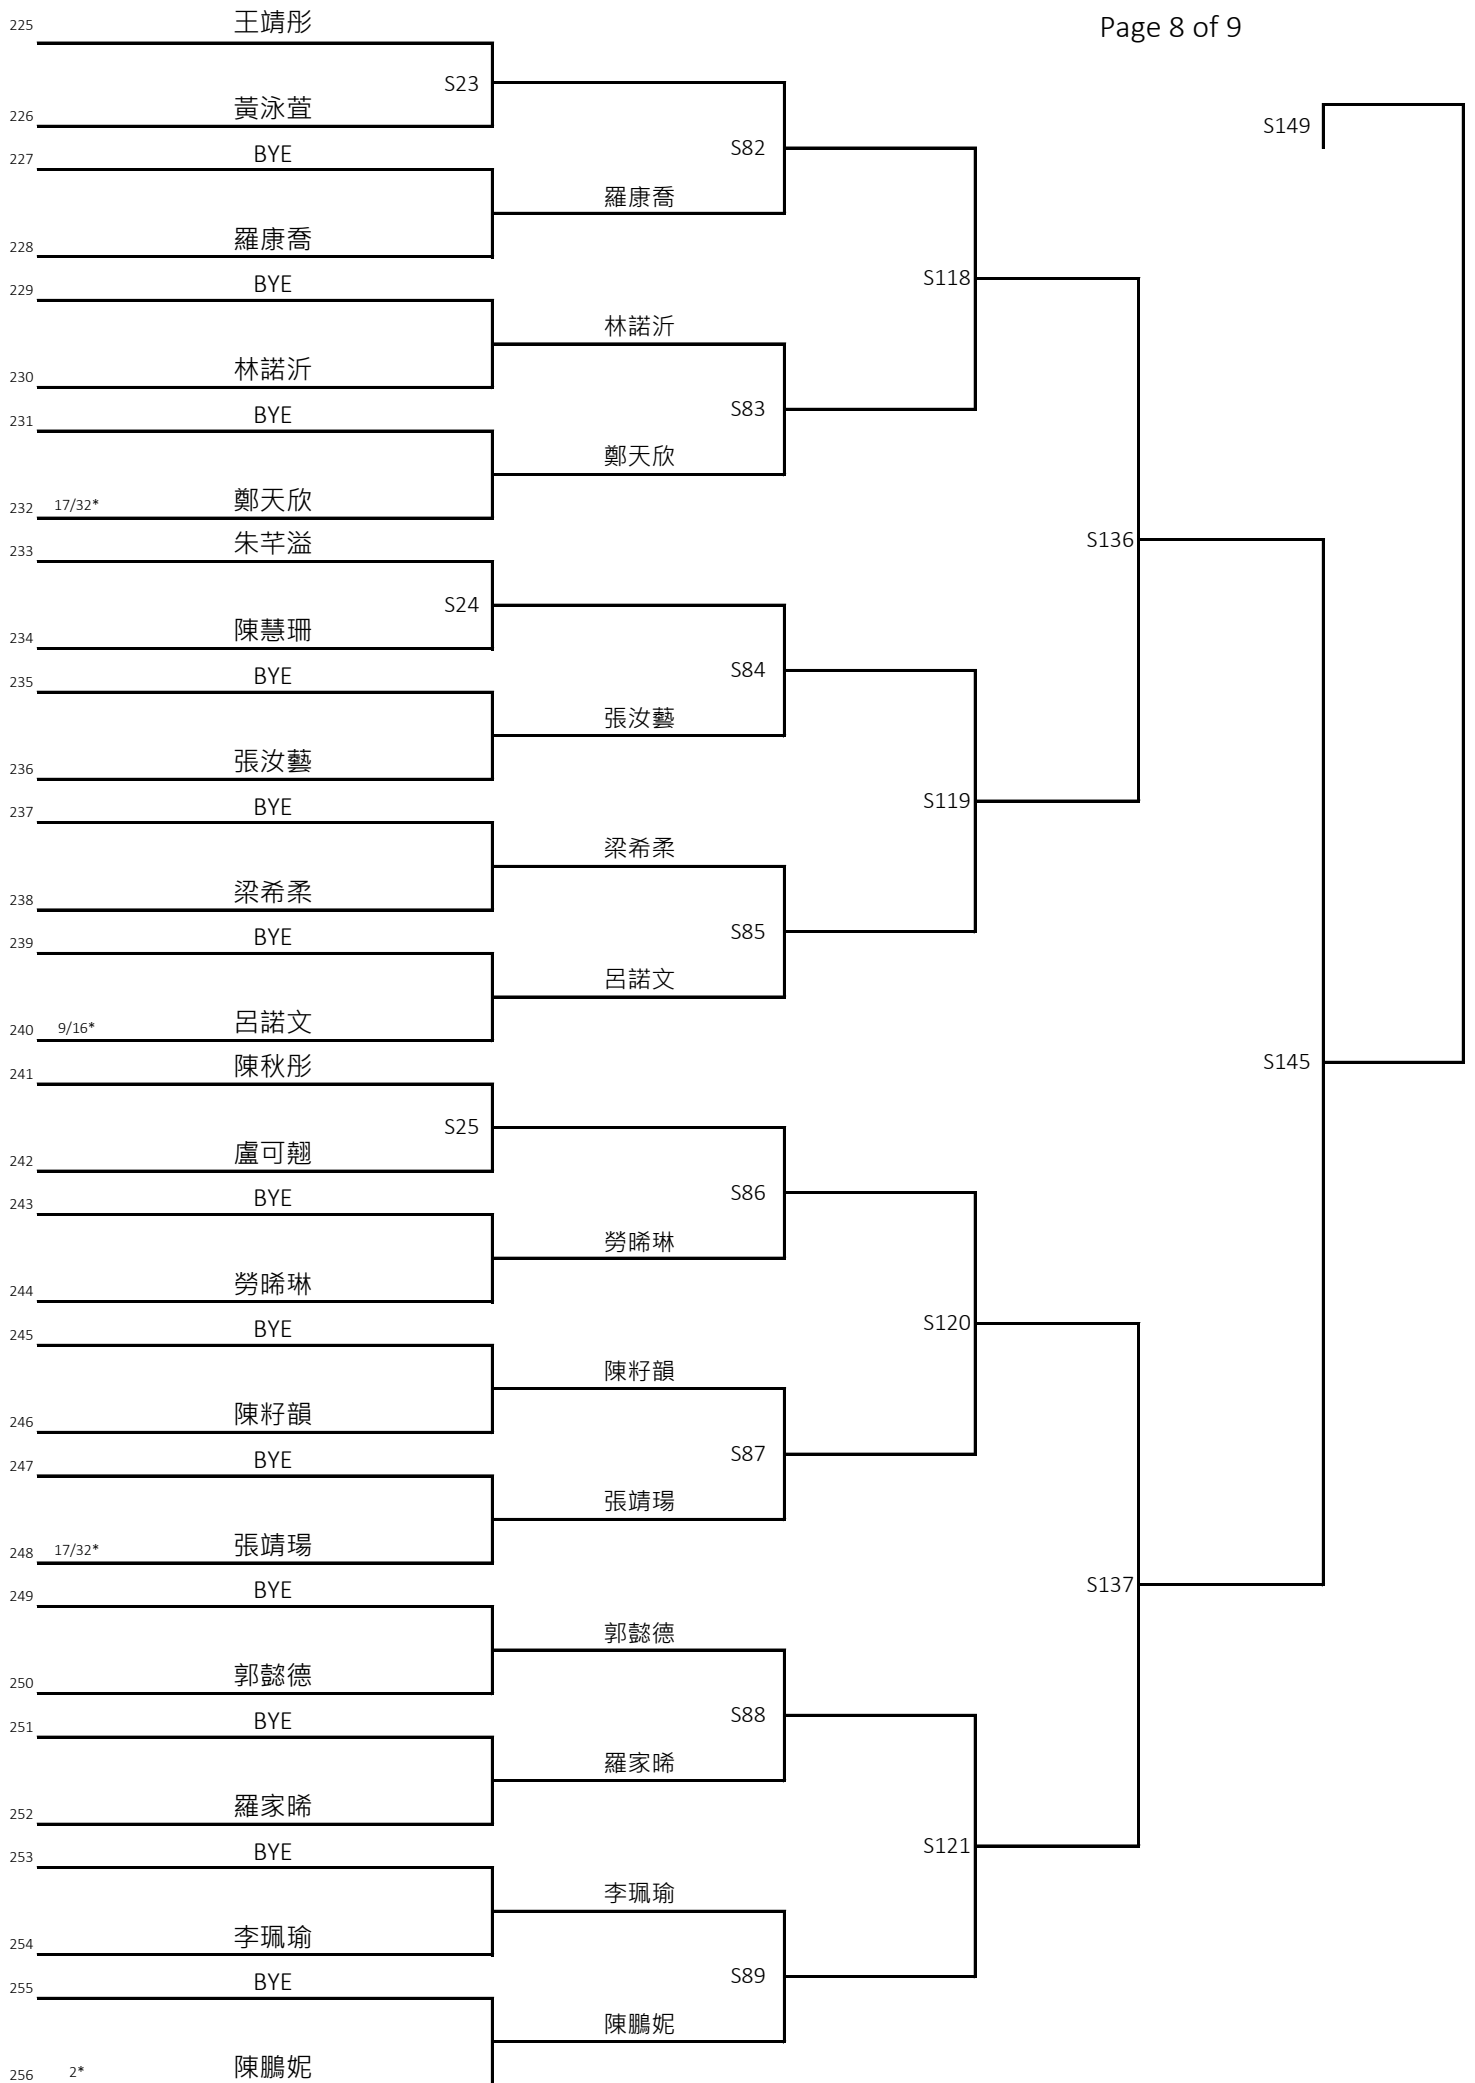 Page 8 of 9
225 王靖彤
S23
226 黃泳萓
S82
227 BYE
羅康喬
228 羅康喬
S118
229 BYE
林諾沂
230 林諾沂
S83
231 BYE
鄭天欣
232 17/32* 鄭天欣
S136
233 朱芊溢
S24
234 陳慧珊
S84
235 BYE
張汝藝
236 張汝藝
S119
237 BYE
梁希柔
238 梁希柔
S85
239 BYE
呂諾文
240 9/16* 呂諾文
S149
S145
241 陳秋彤
S25
242 盧可翹
S86
243 BYE
勞晞琳
244 勞晞琳
S120
245 BYE
陳籽韻
246 陳籽韻
S87
247 BYE
張靖瑒
248 17/32* 張靖瑒
S137
249 BYE
郭懿德
250 郭懿德
S88
251 BYE
羅家晞
252 羅家晞
S121
253 BYE
李珮瑜
254 李珮瑜
S89
255 BYE
陳鵬妮
256 2* 陳鵬妮